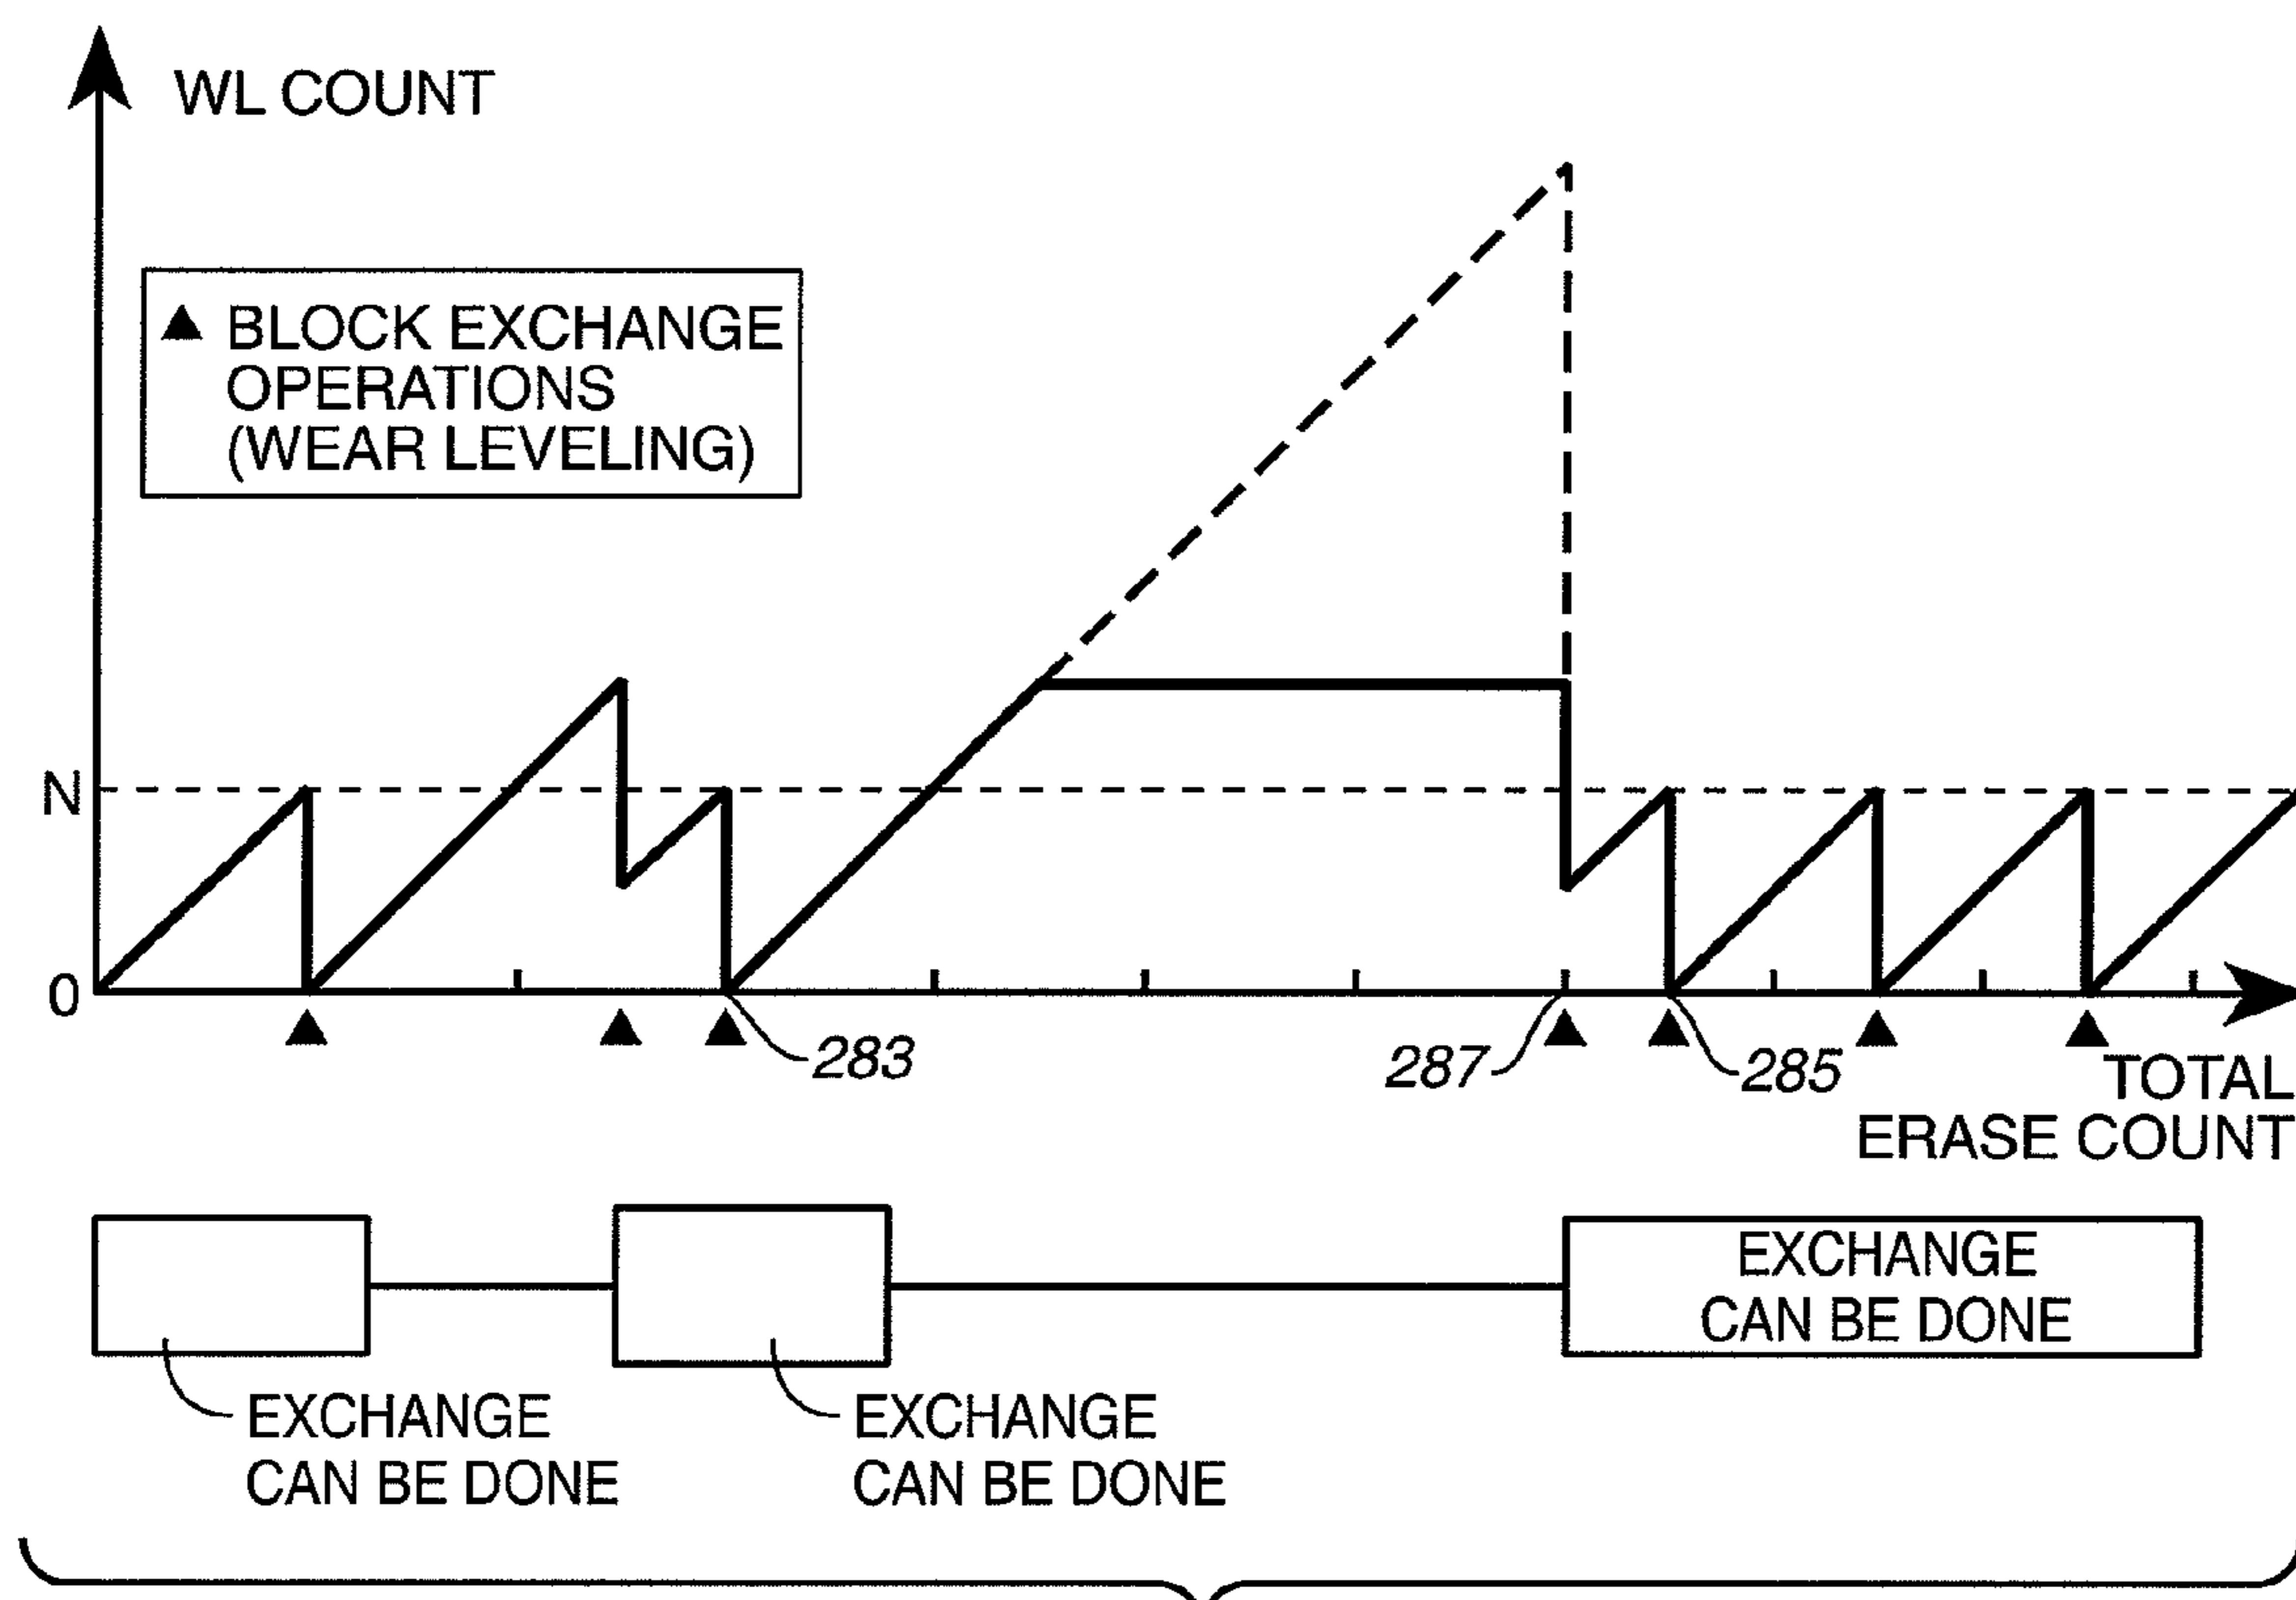 WL COUNT
▲ BLOCK EXCHANGE
OPERATIONS
(WEAR LEVELING)
N
0
283
287
285
TOTAL
ERASE COUNT
EXCHANGE
CAN BE DONE
EXCHANGE
CAN BE DONE
EXCHANGE
CAN BE DONE